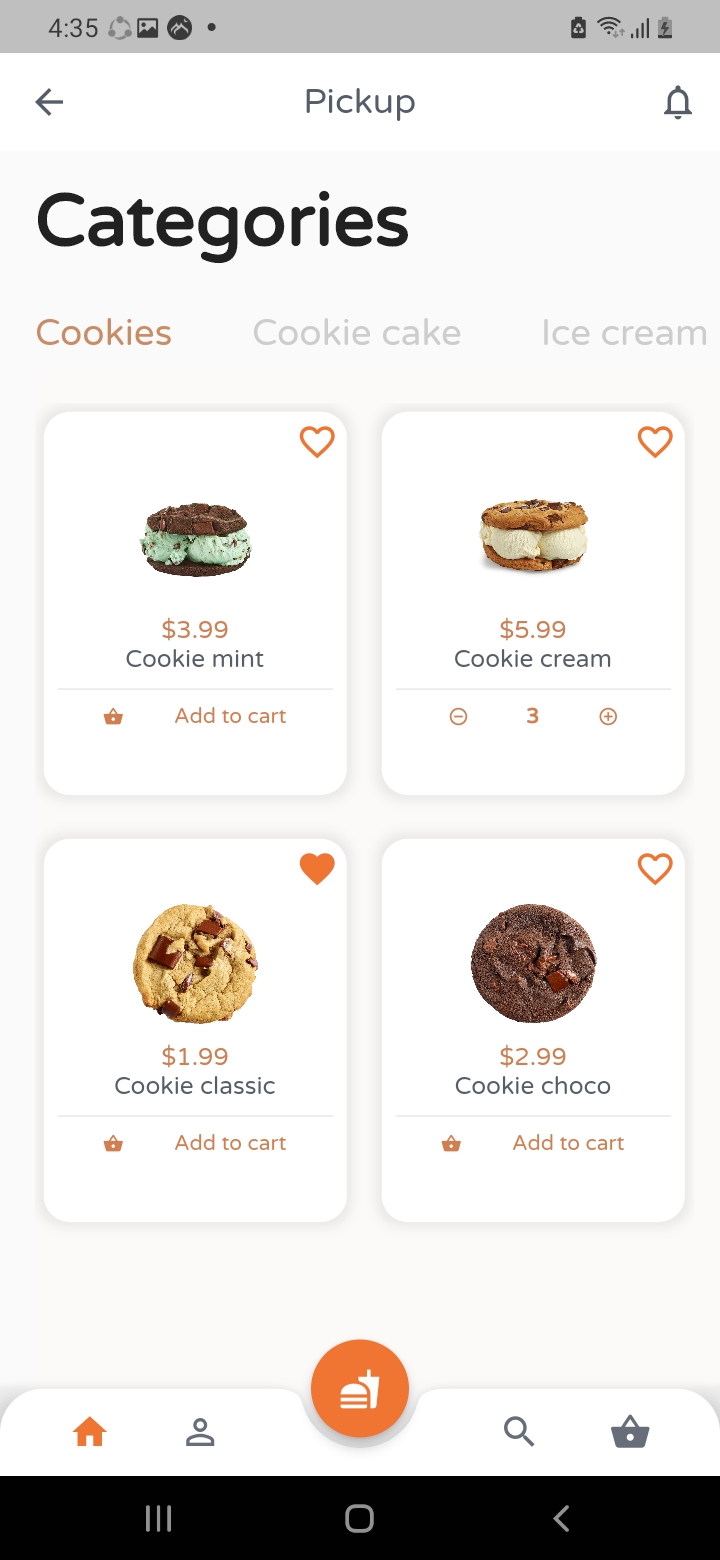 4:35
Pickup
Categories
Cookies Cookie cake Ice cream
$3.99
Cookie mint
Add to cart
$5.99
Cookie cream
3
$1.99
Cookie classic
Add to cart
$2.99
Cookie choco
Add to cart